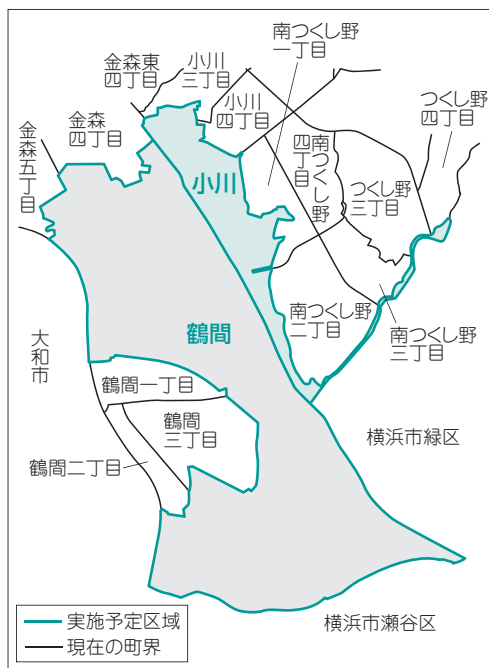 金森東
四丁目
小川
三丁目
南つくし野
一丁目
小川
四丁目
つくし野
四丁目
金森
四丁目
金森五丁目
南つくし野
四丁目
つくし野
三丁目
小川
鶴間
南つくし野
二丁目
南つくし野
三丁目
大和市
鶴間一丁目
鶴間
三丁目
鶴間二丁目
横浜市緑区
横浜市瀬谷区
実施予定区域
現在の町界